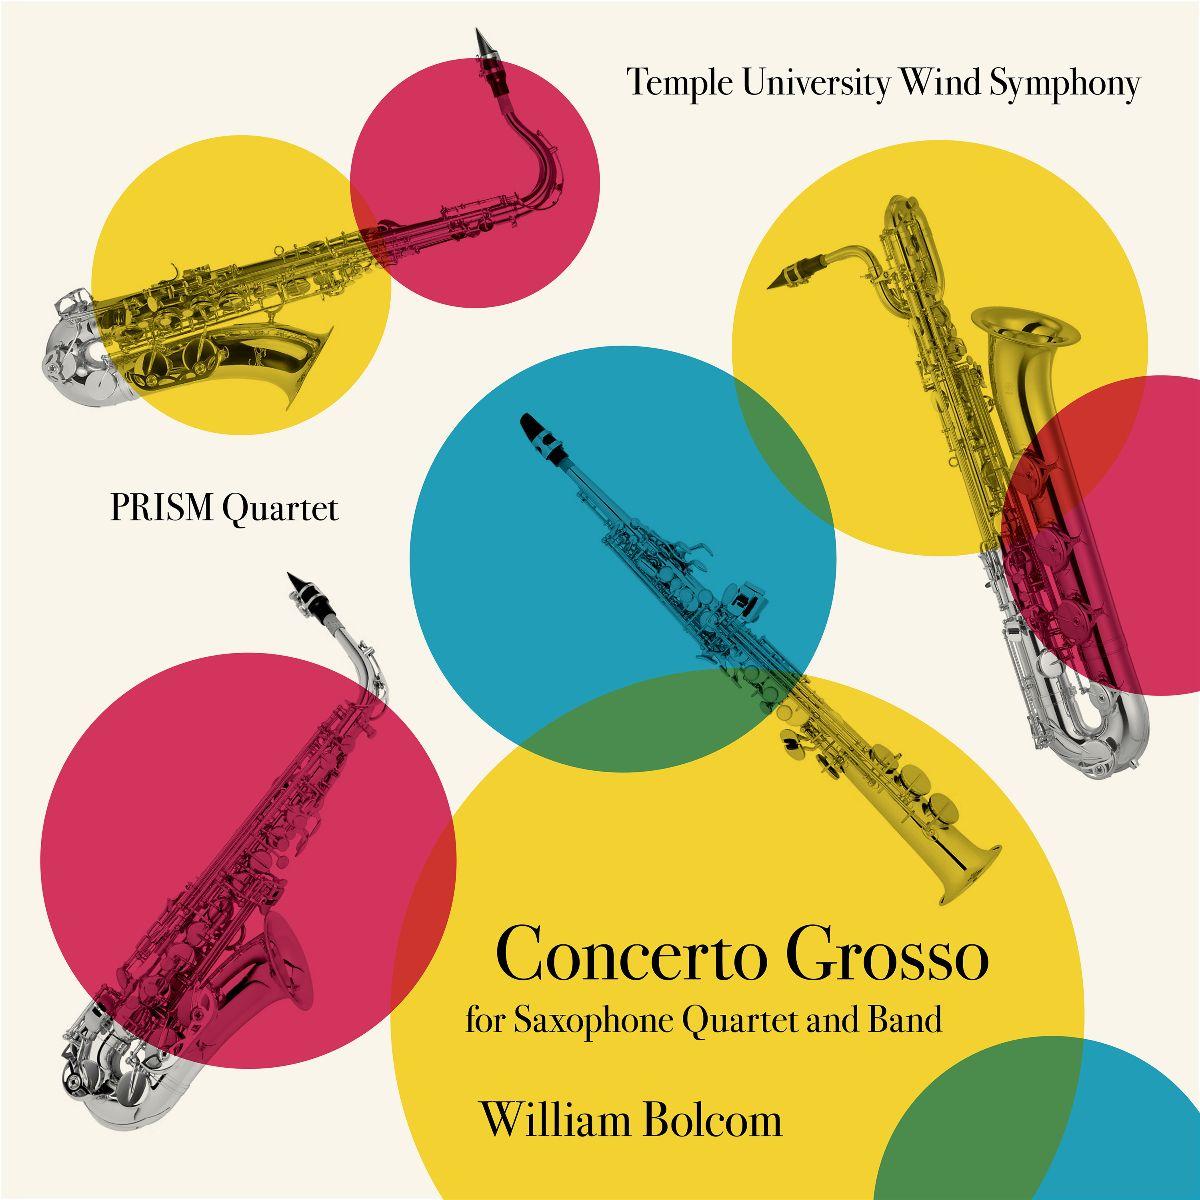 Temple University Wind Symphony
PRISM Quartet
Concerto Grosso
for Saxophone Quartet and Band
William Bolcom